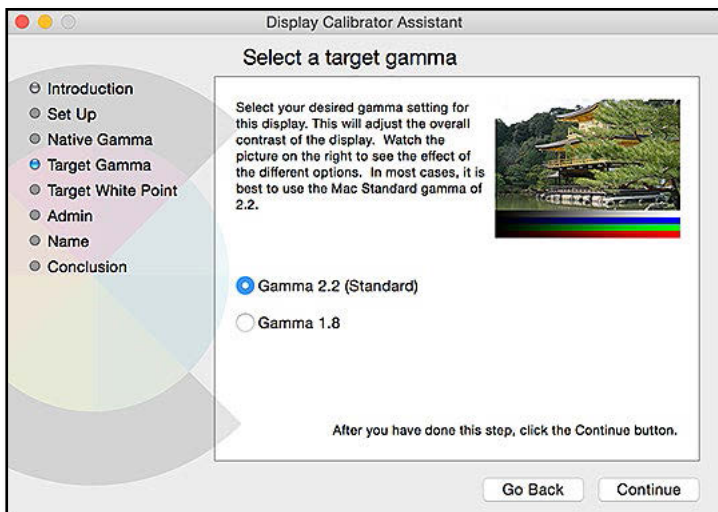 Display Calibrator Assistant
Select a target gamma
Introduction
Set Up
Native Gamma
Target Gamma
Target White Point
Admin
Name
Conclusion
Select your desired gamma setting for
this display. This will adjust the overall
contrast of the display. Watch the
picture on the right to see the effect of
the different options. In most cases, it is
best to use the Mac Standard gamma of
2.2.
Gamma 2.2 (Standard)
Gamma 1.8
After you have done this step, click the Continue button.
Go Back
Continue